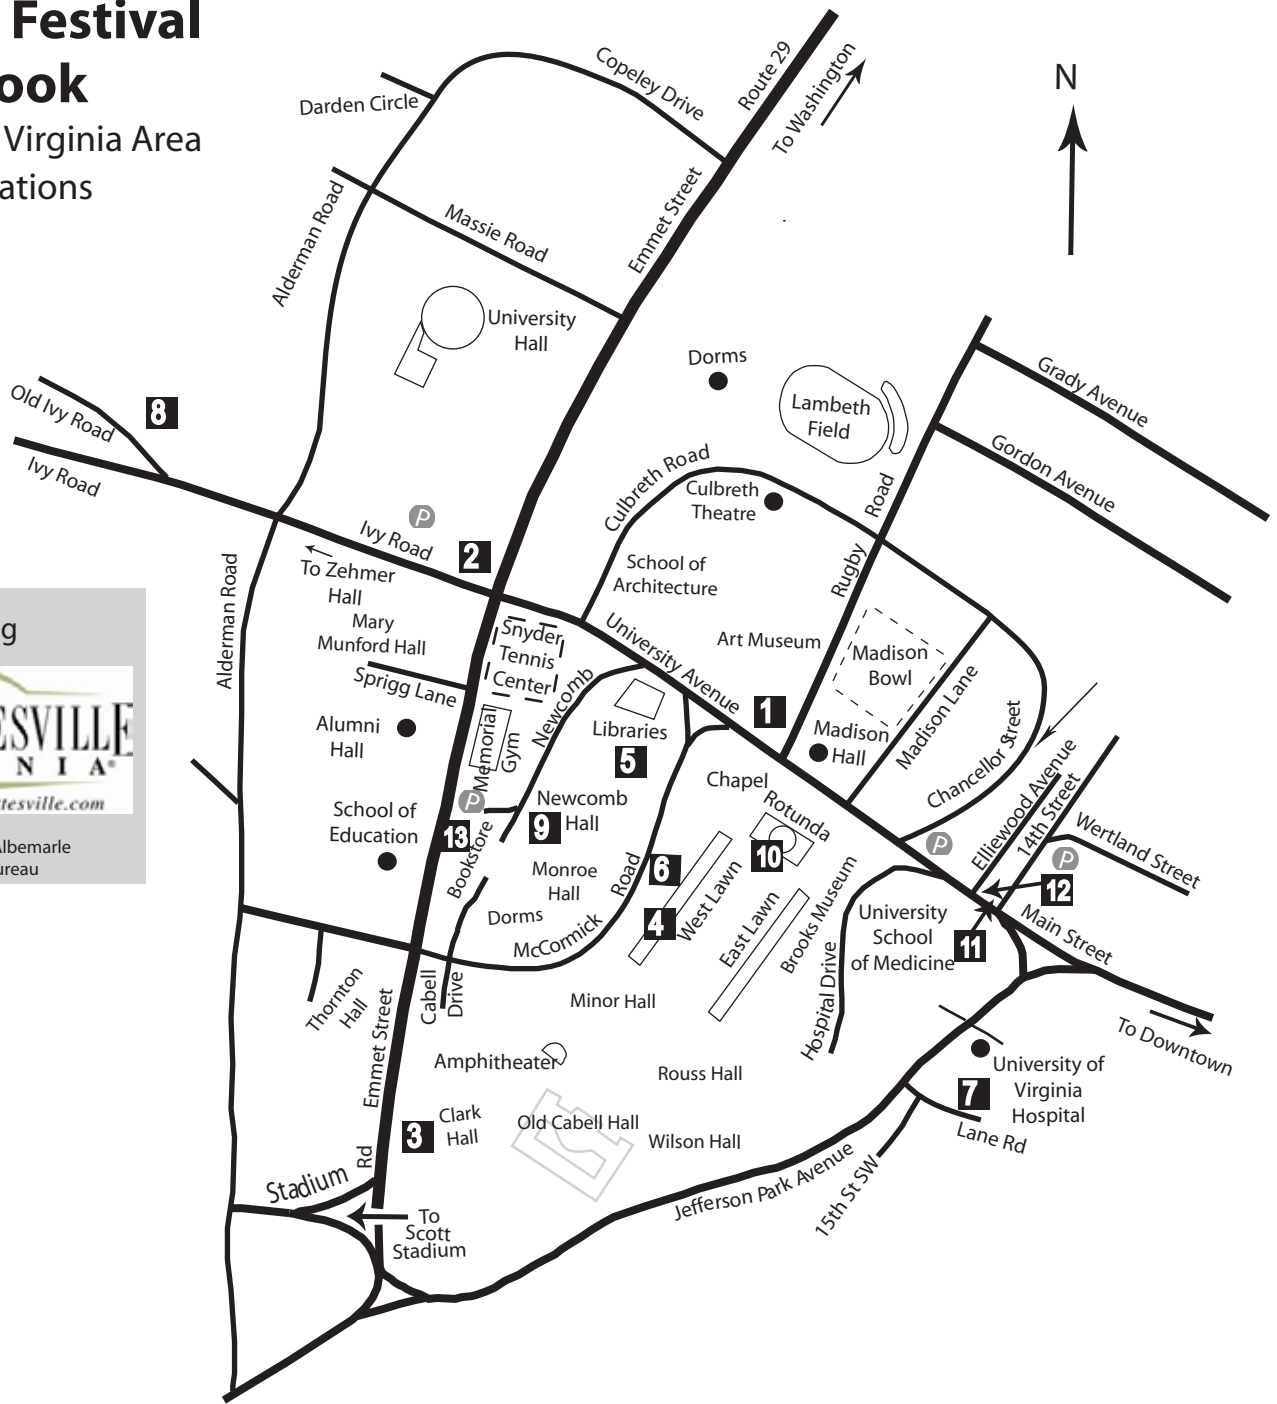 Festival
ook
Virginia Area
ations
N
Darden Circle
Copeley Drive
Route 29
To Washington
Emmet Street
Alderman Road
Massie Road
University
Hall
Dorms
Lambeth
Field
Grady Avenue
Gordon Avenue
Old Ivy Road
8
Ivy Road
Culbreth Road
Culbreth
Theatre
Rugby Road
P
Ivy Road
2
School of
Architecture
To Zehmer
Hall
Alderman Road
Mary
Munford Hall
Snyder
Tennis
Center
University Avenue
Art Museum
Madison
Bowl
Sprigg Lane
Newcomb
Madison Lane
Chancellor Street
Alumni
Hall
Memorial
Gym
Libraries
5
1
Madison
Hall
Chapel
Rotunda
10
Elliewood Avenue
14th Street
Wertland Street
P
P
12
g
ESVILLE
N I A®
tesville.com
Albemarle
ureau
School of
Education
P
13
Bookstore
Newcomb
9 Hall
Monroe
Hall
Dorms
McCormick Road
6
4
West Lawn
East Lawn
Brooks Museum
Hospital Drive
University
School
of Medicine
11
Main Street
To Downtown
Thornton
Hall
Cabell
Drive
Emmet Street
Minor Hall
Amphitheater
Rouss Hall
University of
Virginia
Hospital
7
Lane Rd
15th St SW
3
Clark
Hall
Old Cabell Hall
Wilson Hall
Jefferson Park Avenue
Stadium Rd
To
Scott
Stadium